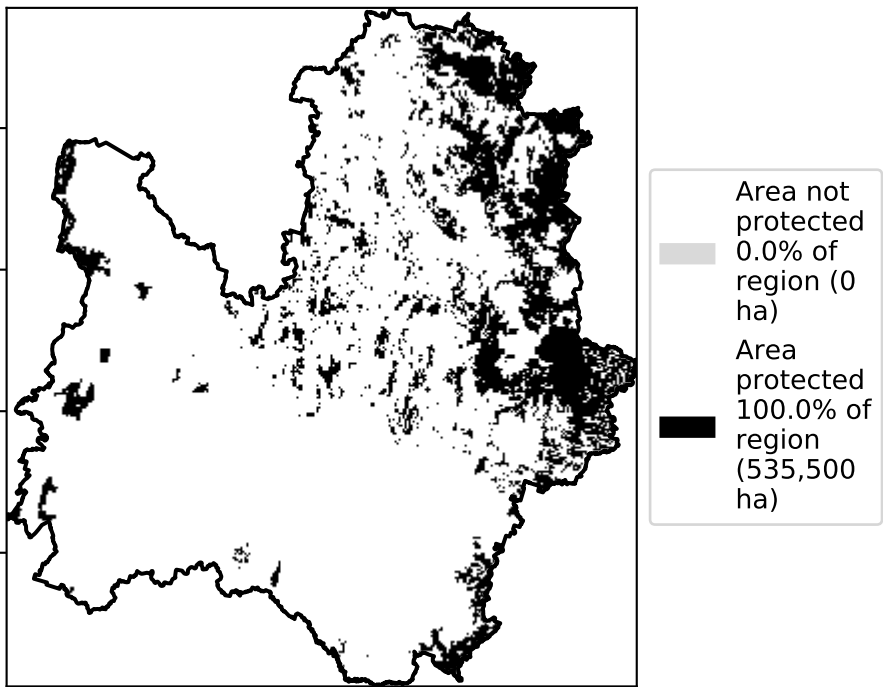 Area not
protected
0.0% of
region (0
ha)
Area
protected
100.0% of
region
(535,500
ha)